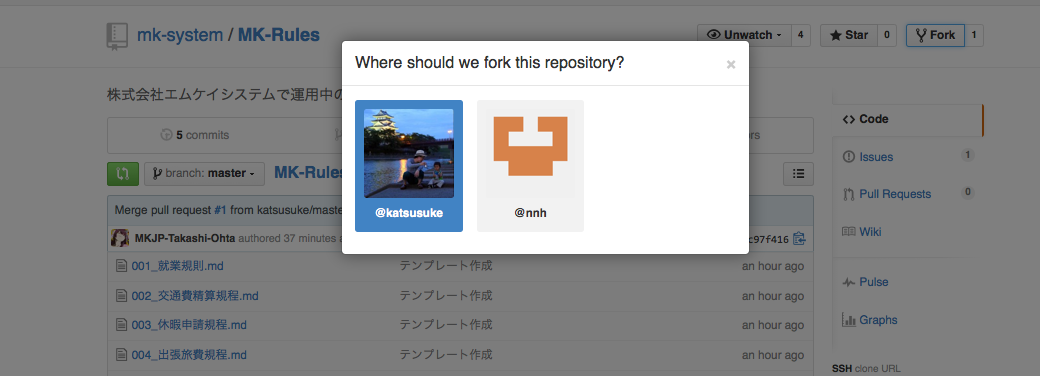 mk-system / MK-Rules
Unwatch 4 Star 0 Fork 1
Where should we fork this repository? ×
株式会社エムケイシステムで運用中の
@katsusuke @nnh
5 commits
Code
Issues 1
branch: master MK-Rules
Pull Requests 0
Merge pull request #1 from katsusuke/master
Wiki
MKJP-Takashi-Ohta authored 37 minutes a c97f416
001_就業規則.md テンプレート作成 an hour ago
Pulse
002_交通費精算規程.md テンプレート作成 an hour ago
Graphs
003_休暇申請規程.md テンプレート作成 an hour ago
004_出張旅費規程.md テンプレート作成 an hour ago
SSH clone URL